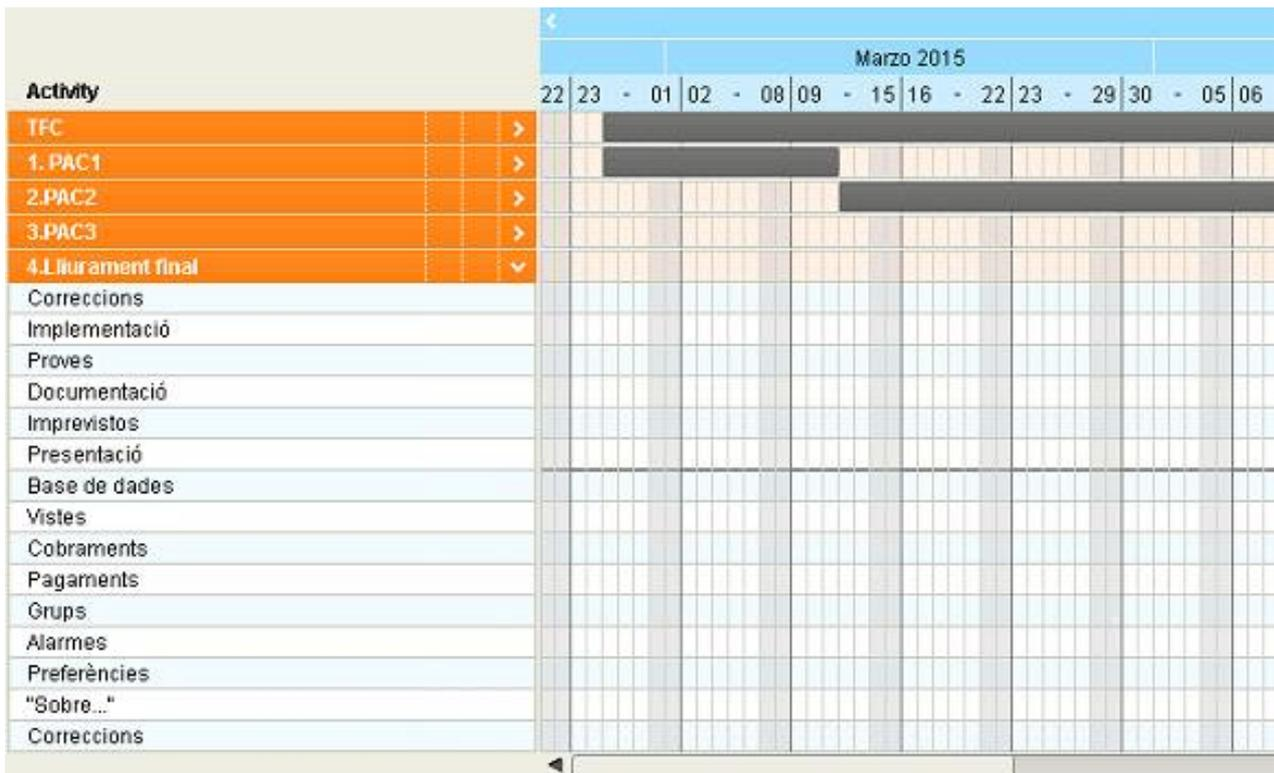 Marzo 2015
Activity
22 23 - 01 02 - 08 09 - 15 16 - 22 23 - 29 30 - 05 06
TFC
1. PAC1
2.PAC2
3.PAC3
4.Lliurament final
Correccions
Implementació
Proves
Documentació
Imprevistos
Presentació
Base de dades
Vistes
Cobraments
Pagaments
Grups
Alarmes
Preferències
"Sobre..."
Correccions